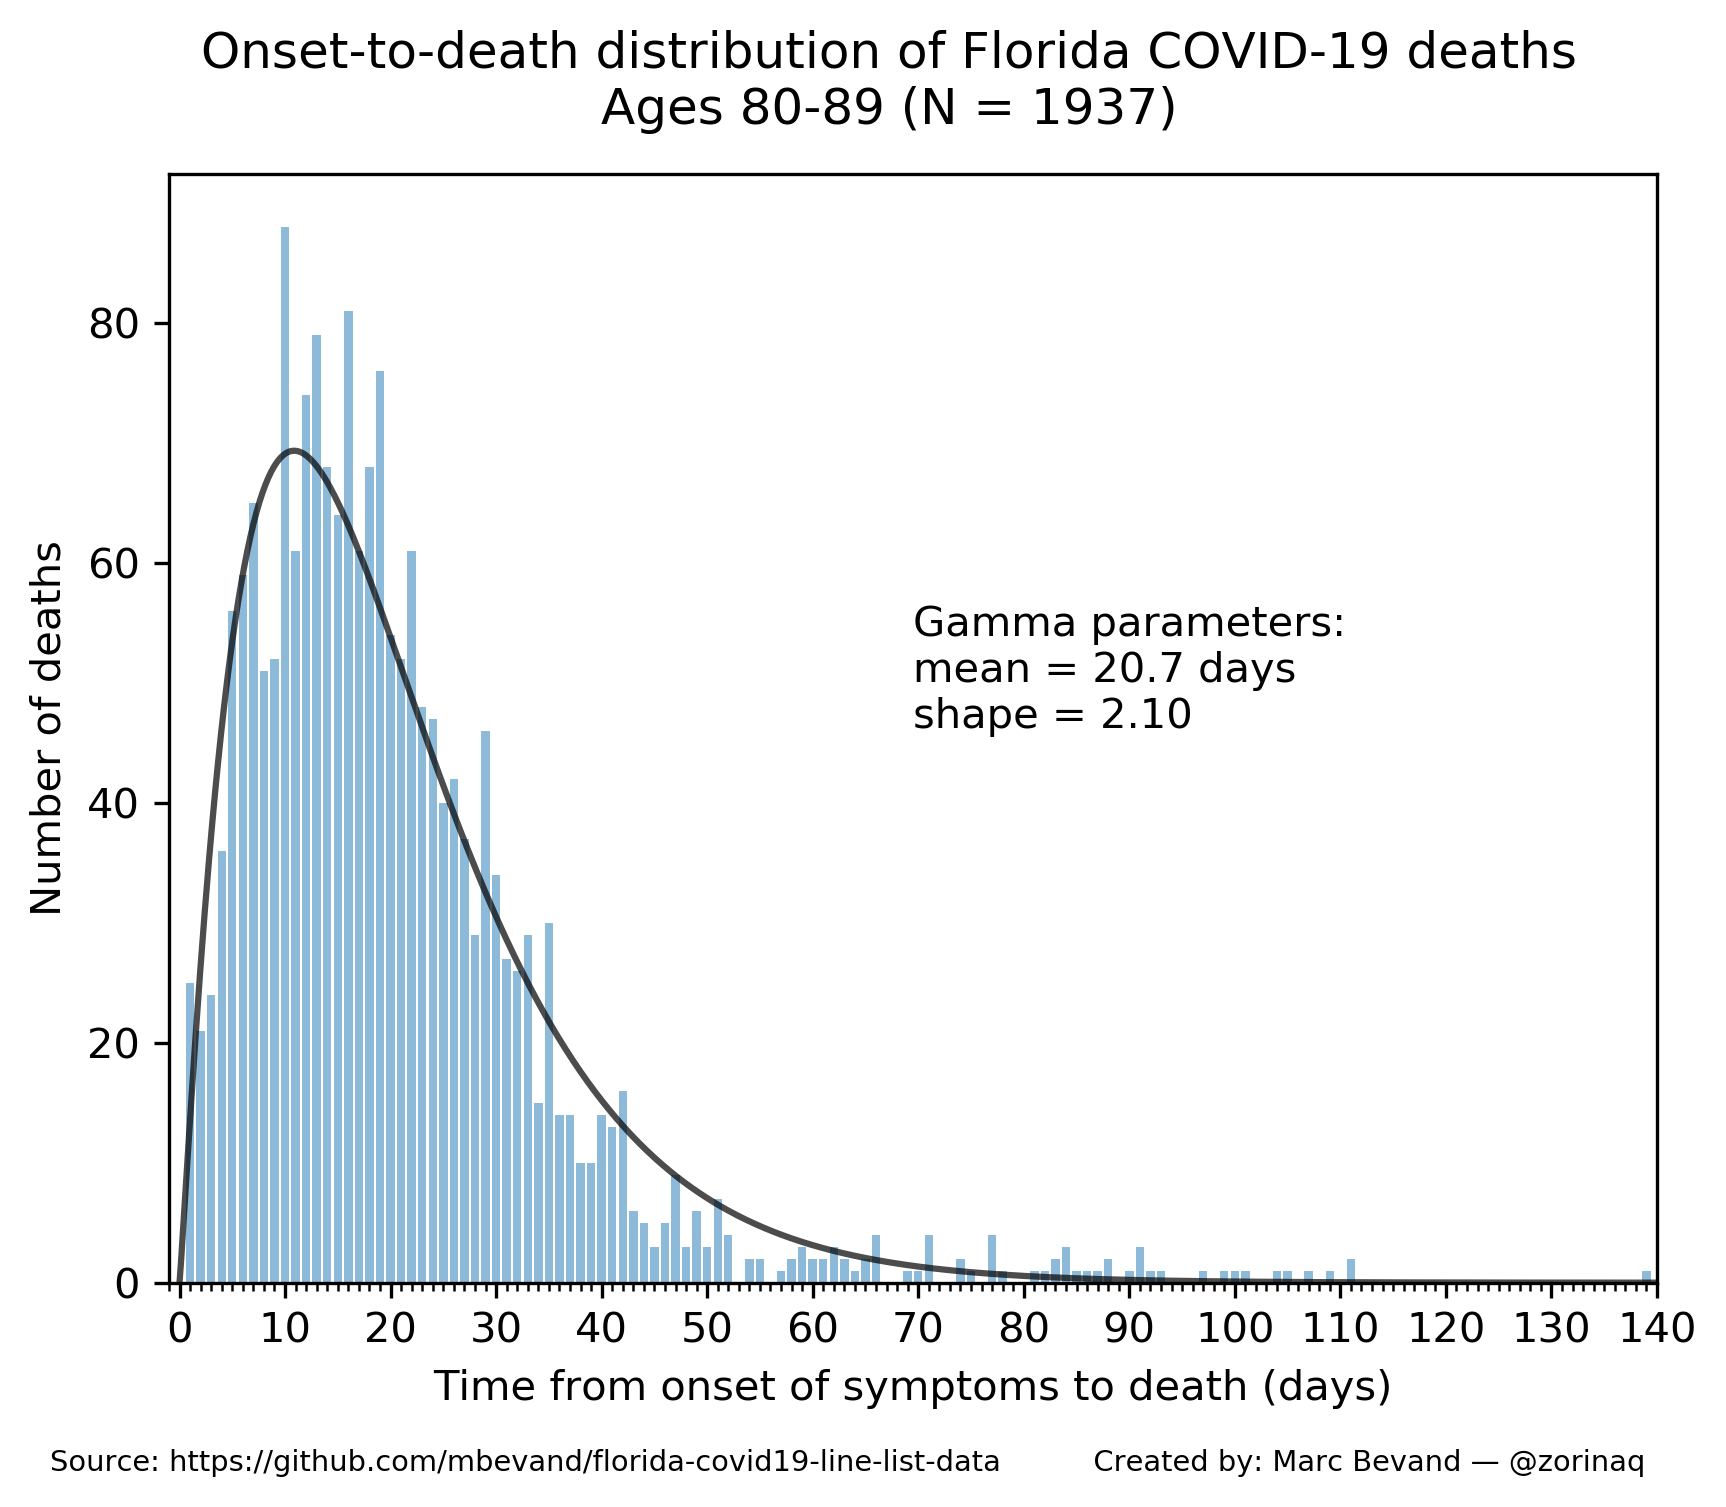 Onset-to-death distribution of Florida COVID-19 deaths
Ages 80-89 (N = 1937)
Number of deaths
80
60
40
20
0
Gamma parameters:
mean = 20.7 days
shape = 2.10
0 10 20 30 40 50 60 70 80 90 100 110 120 130 140
Time from onset of symptoms to death (days)
Source: https://github.com/mbevand/florida-covid19-line-list-data Created by: Marc Bevand — @zorinaq